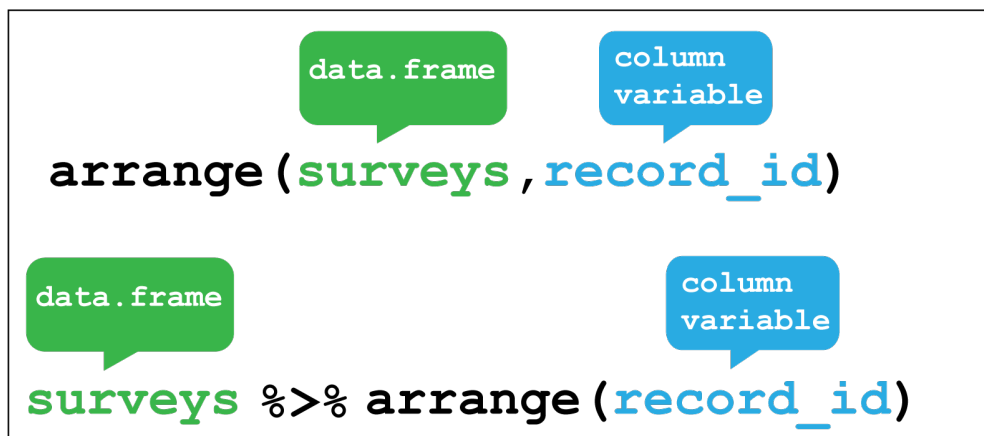 data.frame
column
variable
arrange(surveys,record_id)
data.frame
column
variable
surveys %>% arrange(record_id)